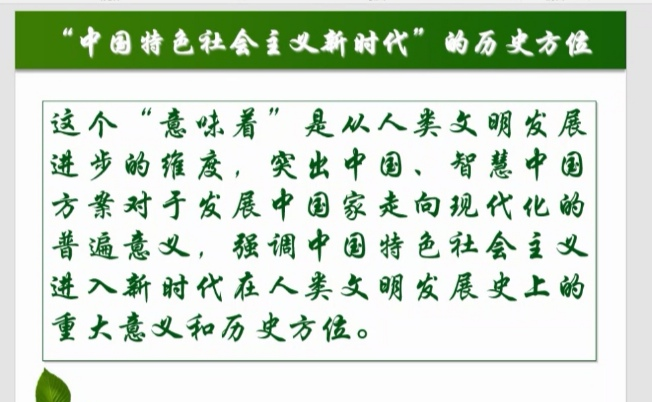 “中国特色社会主义新时代”的历史方位
这个“意味着”是从人类文明发展
进步的维度，突出中国、智慧中国
方案对于发展中国家走向现代化的
普遍意义，强调中国特色社会主义
进入新时代在人类文明发展史上的
重大意义和历史方位。